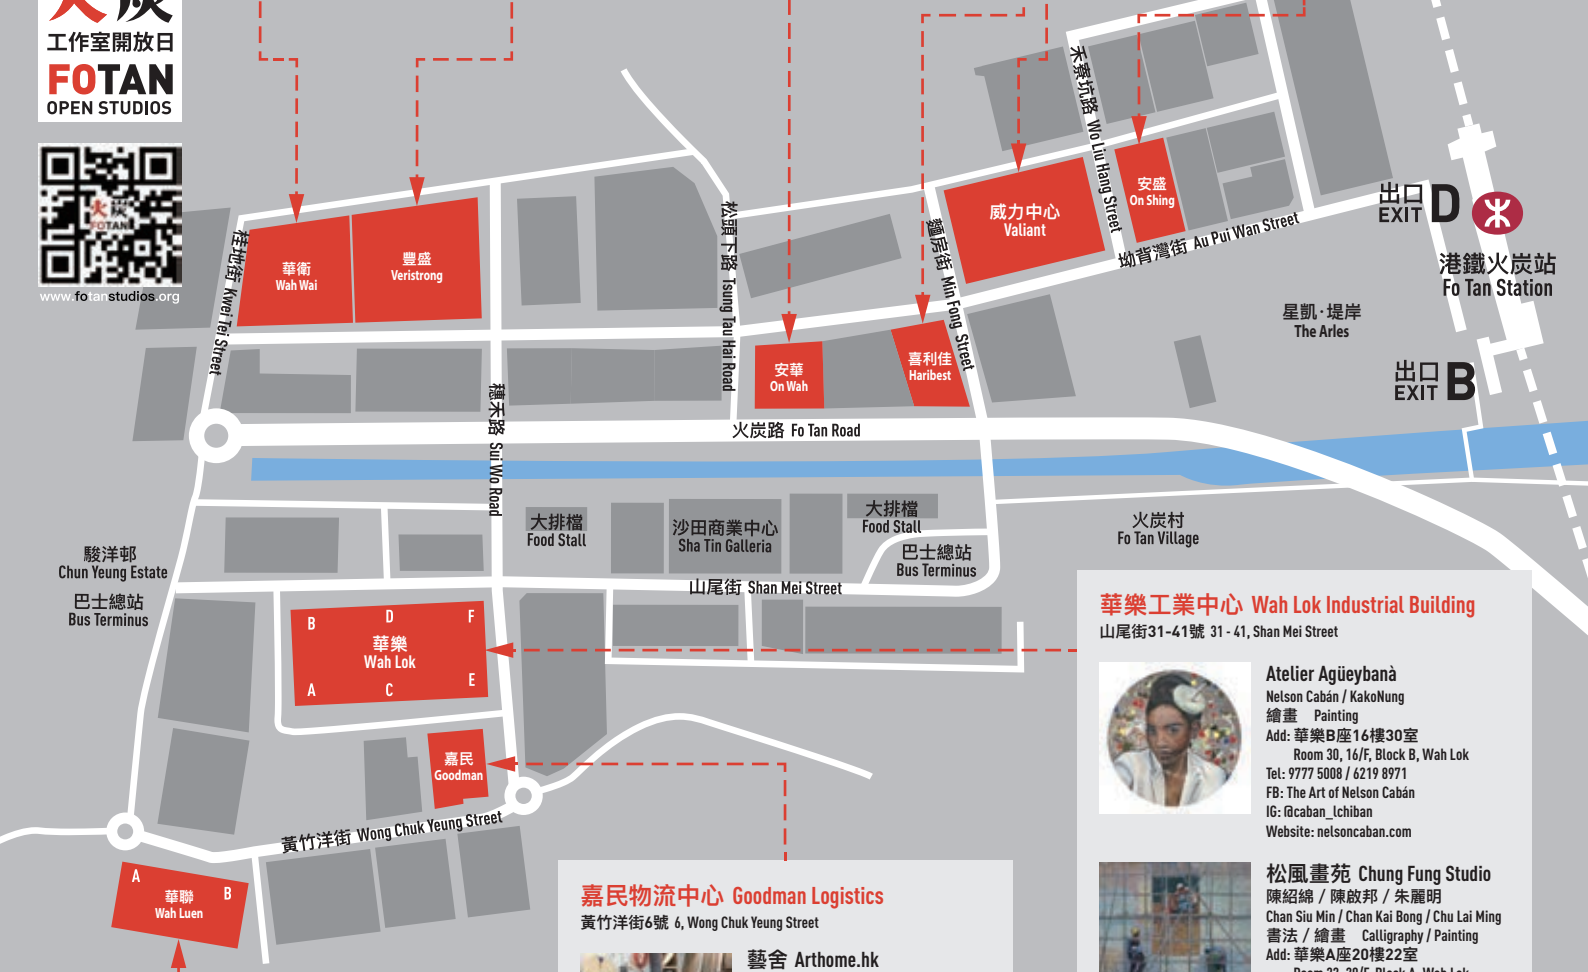 火炭
工作室開放日
FOTAN
OPEN STUDIOS
火炭
FOTAN
www.fotanstudios.org
桂地街 Kwei Tei Street
華衛
Wah Wai
豐盛
Veristrong
松頭下路 Tsung Tau Hai Road
穗禾路 Sui Wo Road
安華
On Wah
喜利佳
Haribest
麵房街 Min Fong Street
威力中心
Valiant
禾寮坑路 Wo Liu Hang Street
安盛
On Shing
坳背灣街 Au Pui Wan Street
出口
EXIT D
港鐵火炭站
Fo Tan Station
星凱·堤岸
The Arles
出口
EXIT B
火炭路 Fo Tan Road
大排檔
Food Stall
沙田商業中心
Sha Tin Galleria
大排檔
Food Stall
巴士總站
Bus Terminus
火炭村
Fo Tan Village
駿洋邨
Chun Yeung Estate
巴士總站
Bus Terminus
山尾街 Shan Mei Street
B D F
華樂
Wah Lok
A C E
嘉民
Goodman
黃竹洋街 Wong Chuk Yeung Street
A
華聯
Wah Luen
B
華樂工業中心 Wah Lok Industrial Building
山尾街31-41號 31 - 41, Shan Mei Street
Atelier Agüeybanà
Nelson Cabán / KakoNung
繪畫 Painting
Add: 華樂B座16樓30室
Room 30, 16/F, Block B, Wah Lok
Tel: 9777 5008 / 6219 8971
FB: The Art of Nelson Cabán
IG: @caban_lchiban
Website: nelsoncaban.com
松風畫苑 Chung Fung Studio
陳紹綿 / 陳啟邦 / 朱麗明
Chan Siu Min / Chan Kai Bong / Chu Lai Ming
書法 / 繪畫 Calligraphy / Painting
Add: 華樂A座20樓22室
Room 22, 20/F, Block A, Wah Lok
嘉民物流中心 Goodman Logistics
黃竹洋街6號 6, Wong Chuk Yeung Street
藝舍 Arthome.hk